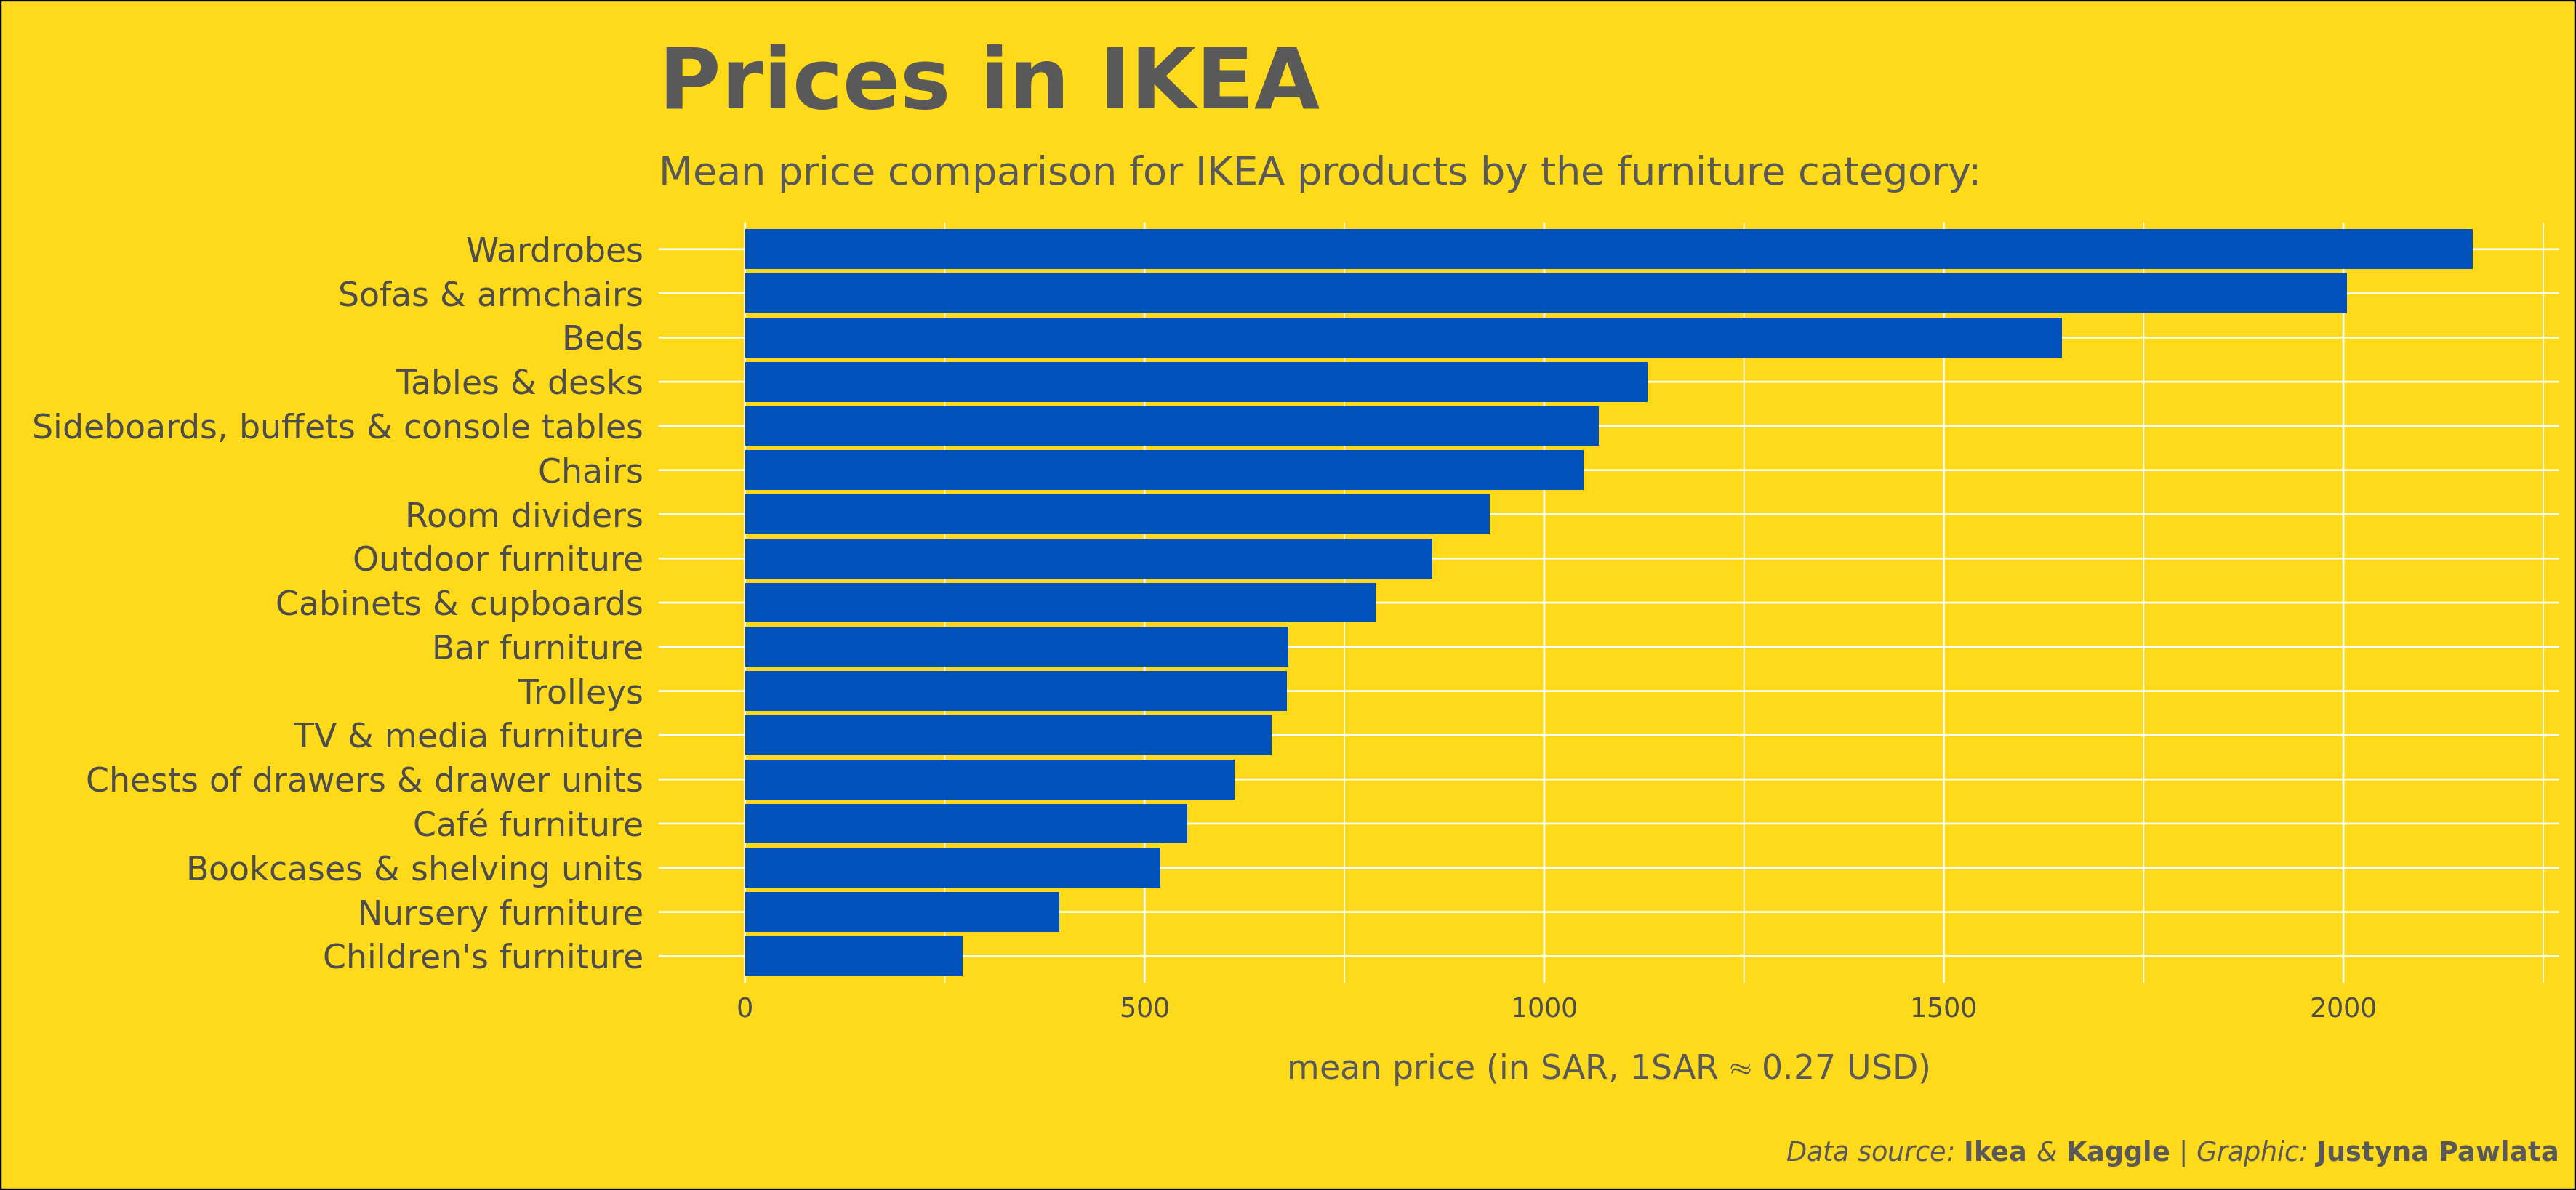 Prices in IKEA
Mean price comparison for IKEA products by the furniture category:
Wardrobes
Sofas & armchairs
Beds
Tables & desks
Sideboards, buffets & console tables
Chairs
Room dividers
Outdoor furniture
Cabinets & cupboards
Bar furniture
Trolleys
TV & media furniture
Chests of drawers & drawer units
Café furniture
Bookcases & shelving units
Nursery furniture
Children's furniture
0 500 1000 1500 2000
mean price (in SAR, 1SAR ≈ 0.27 USD)
Data source: Ikea & Kaggle | Graphic: Justyna Pawlata